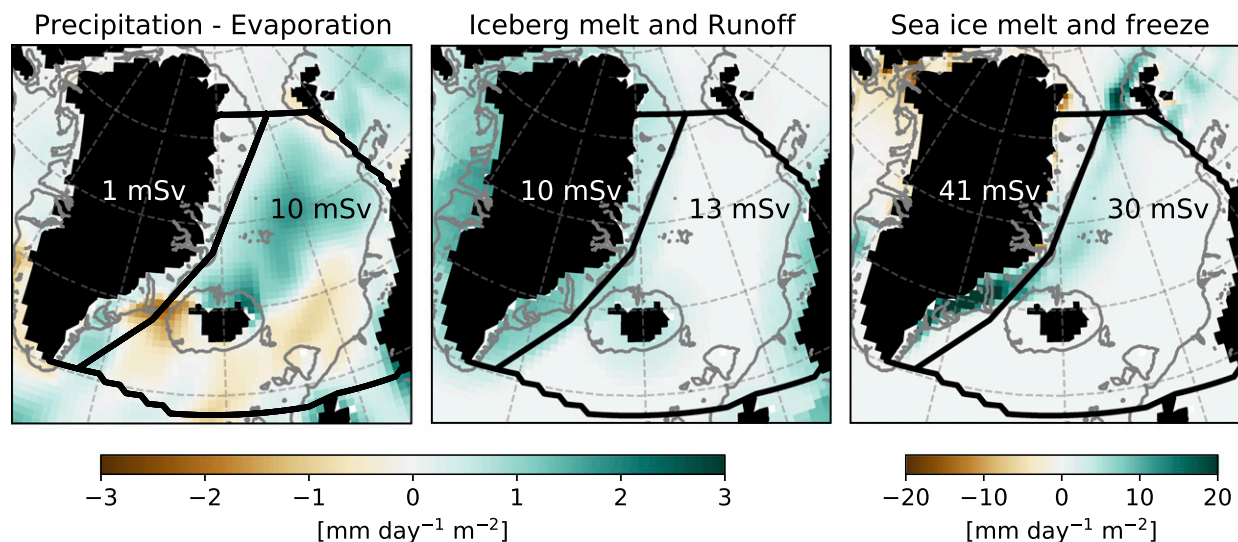 Precipitation - Evaporation
Iceberg melt and Runoff
Sea ice melt and freeze
1 mSv
10 mSv
10 mSv
13 mSv
41 mSv
30 mSv
−3 −2 −1 0 1 2 3
[mm day⁻¹ m⁻²]
−20 −10 0 10 20
[mm day⁻¹ m⁻²]